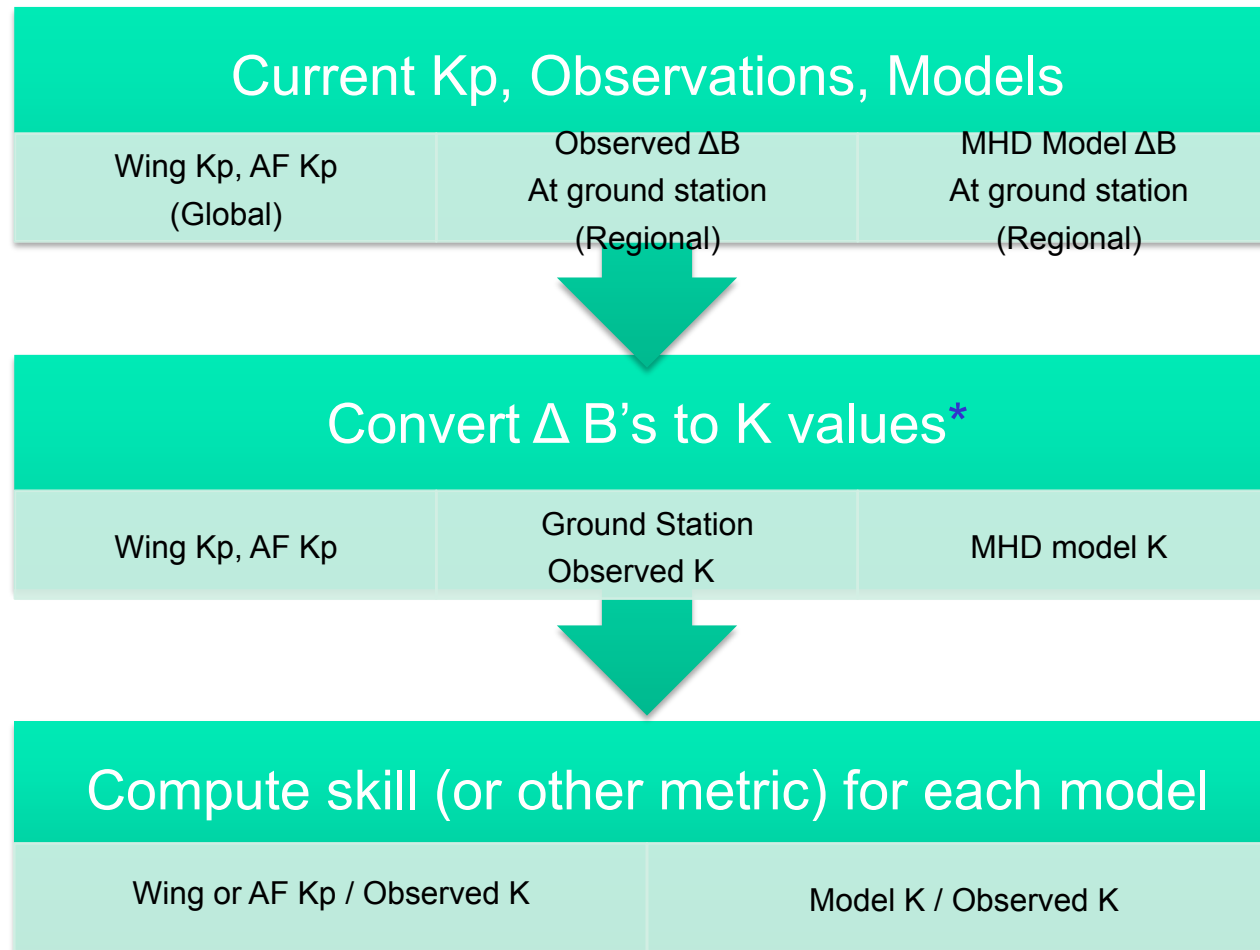 Current Kp, Observations, Models
Wing Kp, AF Kp
(Global)
Observed ΔB
At ground station
(Regional)
MHD Model ΔB
At ground station
(Regional)
Convert Δ B’s to K values*
Wing Kp, AF Kp
Ground Station
Observed K
MHD model K
Compute skill (or other metric) for each model
Wing or AF Kp / Observed K
Model K / Observed K